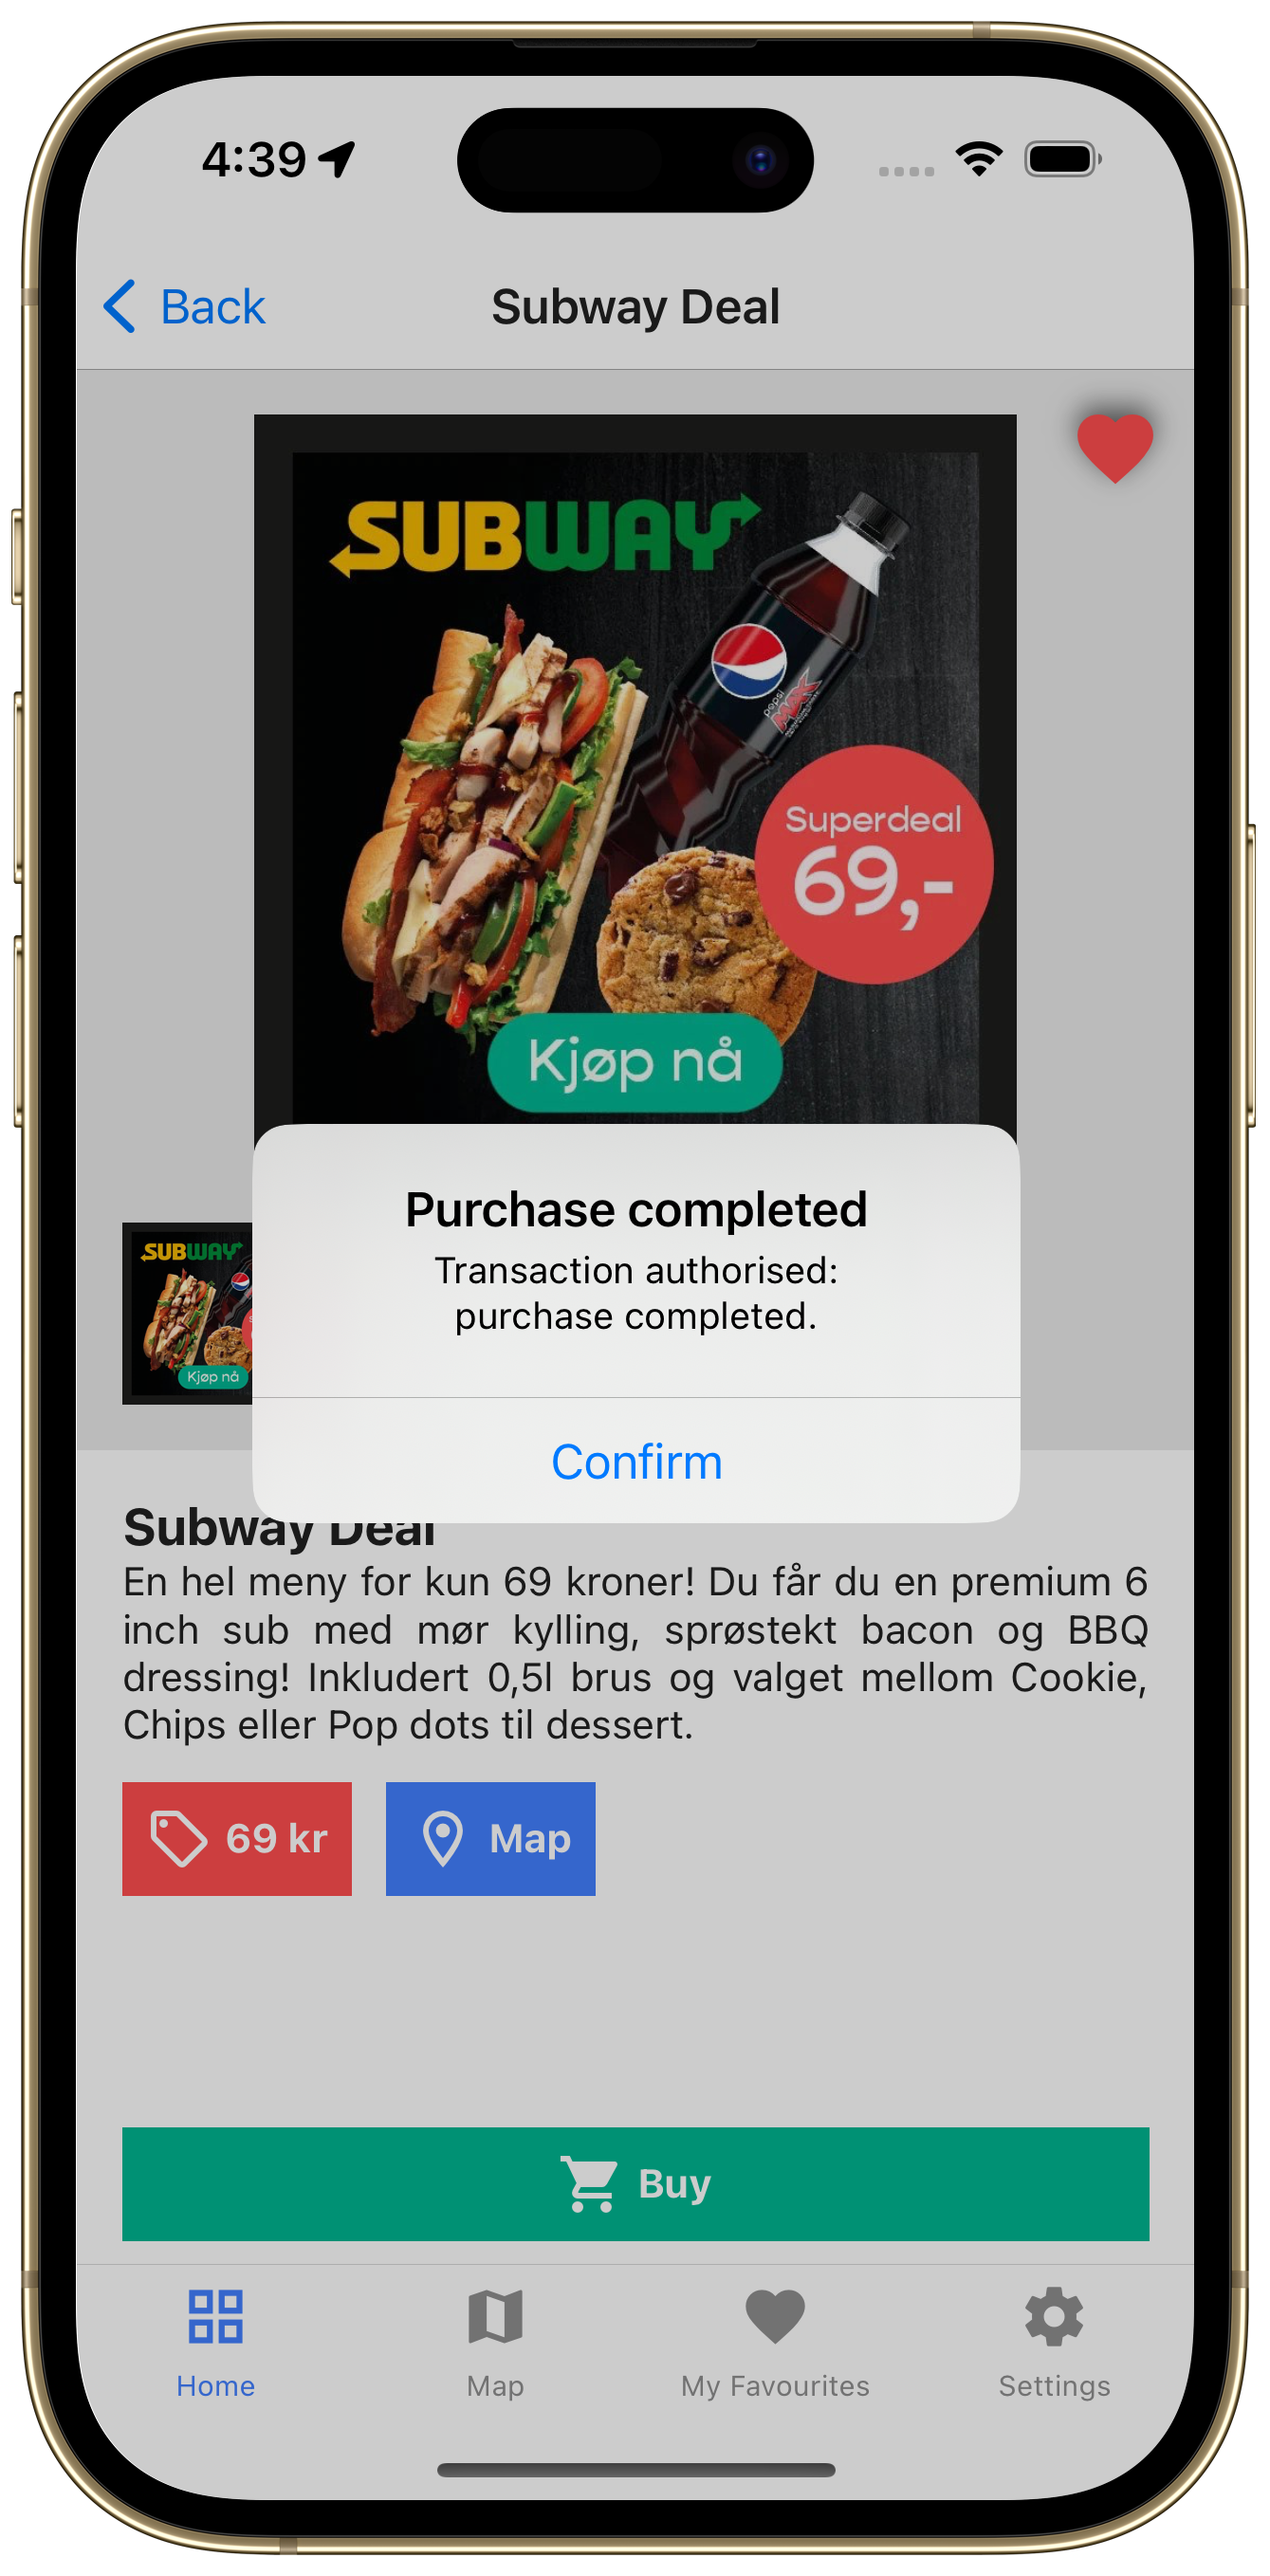 4:39
Back
Subway Deal
SUBWAY
pepsi
MAX
Superdeal
69,-
Kjøp nå
Purchase completed
Transaction authorised:
purchase completed.
Confirm
SUBWAY
Kjøp nå
Subway Deal
En hel meny for kun 69 kroner! Du får du en premium 6
inch sub med mør kylling, sprøstekt bacon og BBQ
dressing! Inkludert 0,5l brus og valget mellom Cookie,
Chips eller Pop dots til dessert.
69 kr
Map
Buy
Home
Map
My Favourites
Settings